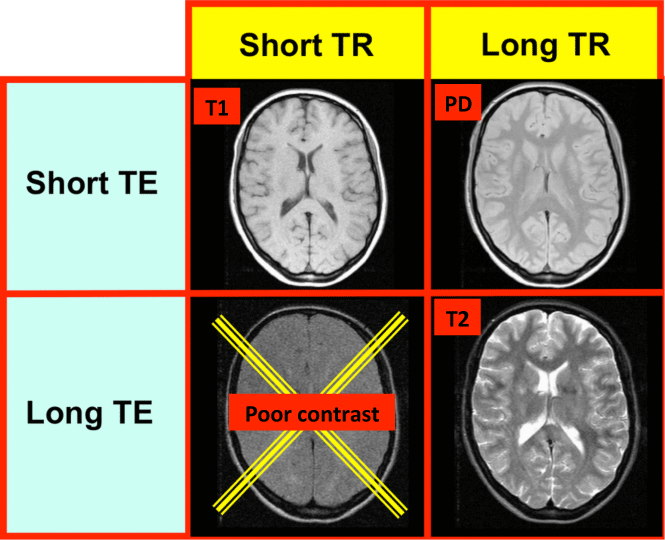 Short TR
Long TR
Short TE
T1
PD
Long TE
Poor contrast
T2